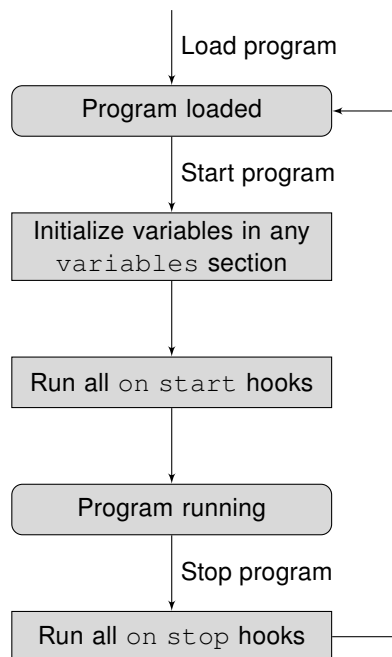 Load program
Program loaded
Start program
Initialize variables in any
variables section
Run all on start hooks
Program running
Stop program
Run all on stop hooks